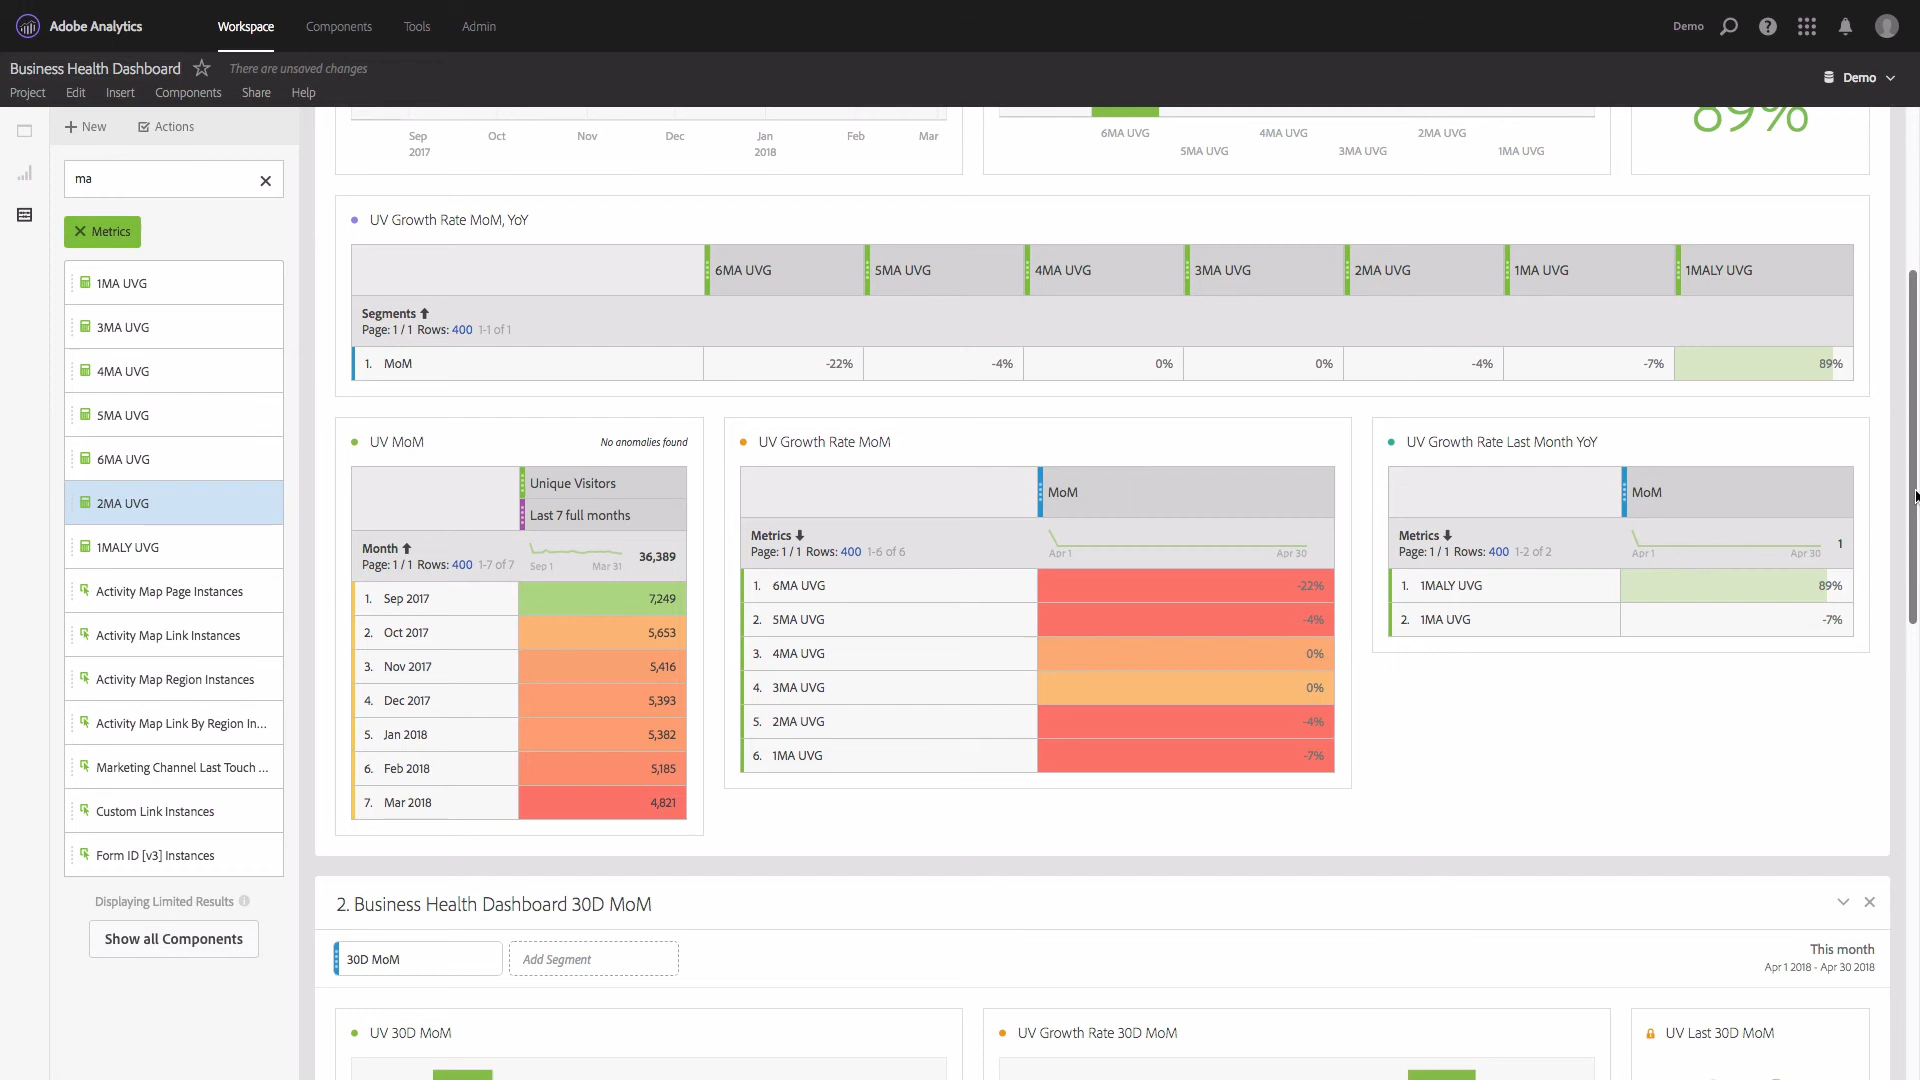 Adobe Analytics
Workspace
Components
Tools
Admin
Demo
Business Health Dashboard
There are unsaved changes
Demo
Project
Edit
Insert
Components
Share
Help
New
Actions
ma
Metrics
1MA UVG
3MA UVG
4MA UVG
5MA UVG
6MA UVG
2MA UVG
1MALY UVG
Activity Map Page Instances
Activity Map Link Instances
Activity Map Region Instances
Activity Map Link By Region In...
Marketing Channel Last Touch ...
Custom Link Instances
Form ID [v3] Instances
Displaying Limited Results
Show all Components
Sep
2017
Oct
Nov
Dec
Jan
2018
Feb
Mar
6MA UVG
5MA UVG
4MA UVG
3MA UVG
2MA UVG
1MA UVG
89%
UV Growth Rate MoM, YoY
6MA UVG
5MA UVG
4MA UVG
3MA UVG
2MA UVG
1MA UVG
1MALY UVG
Segments
Page: 1 / 1 Rows: 400 1-1 of 1
1. MoM -22% -4% 0% 0% -4% -7% 89%
UV MoM
No anomalies found
Unique Visitors
Last 7 full months
Month
Page: 1 / 1 Rows: 400 1-7 of 7
Sep 1 Mar 31
36,389
1. Sep 2017 7,249
2. Oct 2017 5,653
3. Nov 2017 5,416
4. Dec 2017 5,393
5. Jan 2018 5,382
6. Feb 2018 5,185
7. Mar 2018 4,821
UV Growth Rate MoM
MoM
Metrics
Page: 1 / 1 Rows: 400 1-6 of 6
Apr 1 Apr 30
1. 6MA UVG -22%
2. 5MA UVG -4%
3. 4MA UVG 0%
4. 3MA UVG 0%
5. 2MA UVG -4%
6. 1MA UVG -7%
UV Growth Rate Last Month YoY
MoM
Metrics
Page: 1 / 1 Rows: 400 1-2 of 2
Apr 1 Apr 30
1
1. 1MALY UVG 89%
2. 1MA UVG -7%
2. Business Health Dashboard 30D MoM
30D MoM
Add Segment
This month
Apr 1 2018 - Apr 30 2018
UV 30D MoM
UV Growth Rate 30D MoM
UV Last 30D MoM